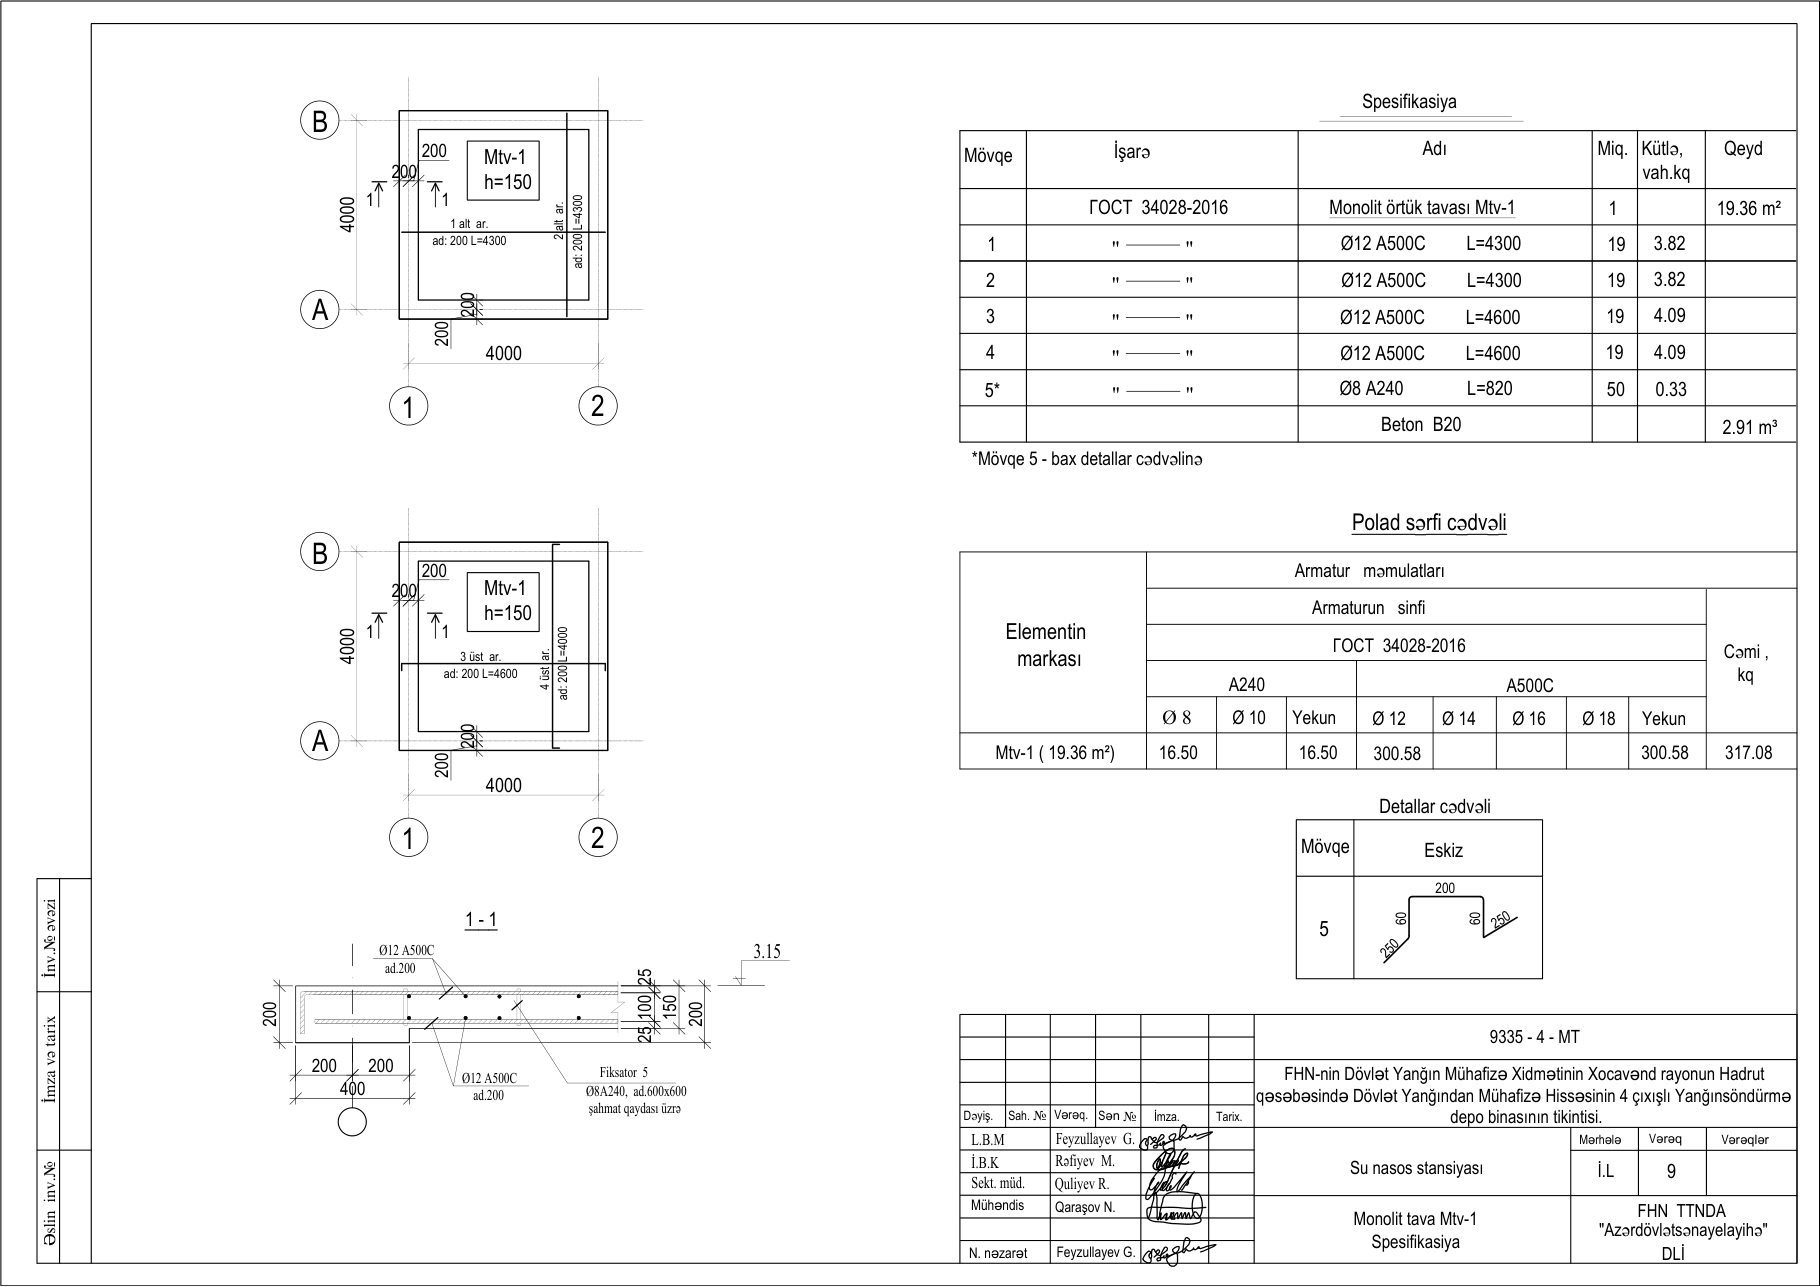 B
200
200
Mtv-1
h=150
1
1
4000
1 alt ar.
ad: 200 L=4300
2 alt ar.
ad: 200 L=4300
A
200
200
4000
1
2
B
200
200
Mtv-1
h=150
1
1
4000
3 üst ar.
ad: 200 L=4600
4 üst ar.
ad: 200 L=4000
A
200
200
4000
1
2
1 - 1
Ø12 A500C
ad.200
3.15
200
25
100
25
150
200
200
200
400
Ø12 A500C
ad.200
Fiksator 5
Ø8A240, ad.600x600
şahmat qaydası üzrə
İnv.№ əvəzi
İmza və tarix
Əslin inv.№
Spesifikasiya
Mövqe İşarə Adı Miq. Kütlə, vah.kq Qeyd
ГОСТ 34028-2016 Monolit örtük tavası Mtv-1 1 19.36 m²
1 " ——— " Ø12 A500C L=4300 19 3.82
2 " ——— " Ø12 A500C L=4300 19 3.82
3 " ——— " Ø12 A500C L=4600 19 4.09
4 " ——— " Ø12 A500C L=4600 19 4.09
5* " ——— " Ø8 A240 L=820 50 0.33
Beton B20 2.91 m³
*Mövqe 5 - bax detallar cədvəlinə
Polad sərfi cədvəli
Elementin
markası
Armatur məmulatları
Armaturun sinfi
ГОСТ 34028-2016
Cəmi ,
kq
A240 A500C
Ø 8 Ø 10 Yekun Ø 12 Ø 14 Ø 16 Ø 18 Yekun
Mtv-1 ( 19.36 m²) 16.50 16.50 300.58 300.58 317.08
Detallar cədvəli
Mövqe Eskiz
5
200
60
60
250
250
9335 - 4 - MT
FHN-nin Dövlət Yanğın Mühafizə Xidmətinin Xocavənd rayonun Hadrut
qəsəbəsində Dövlət Yanğından Mühafizə Hissəsinin 4 çıxışlı Yanğınsöndürmə
depo binasının tikintisi.
Dəyiş. Sah. № Vərəq. Sən № İmza. Tarix.
L.B.M Feyzullayev G.
İ.B.K Rəfiyev M.
Sekt. müd. Quliyev R.
Mühəndis Qaraşov N.
N. nəzarət Feyzullayev G.
Su nasos stansiyası
Mərhələ Vərəq Vərəqlər
İ.L 9
Monolit tava Mtv-1
Spesifikasiya
FHN TTNDA
"Azərdövlətsənayelayihə"
DLİ